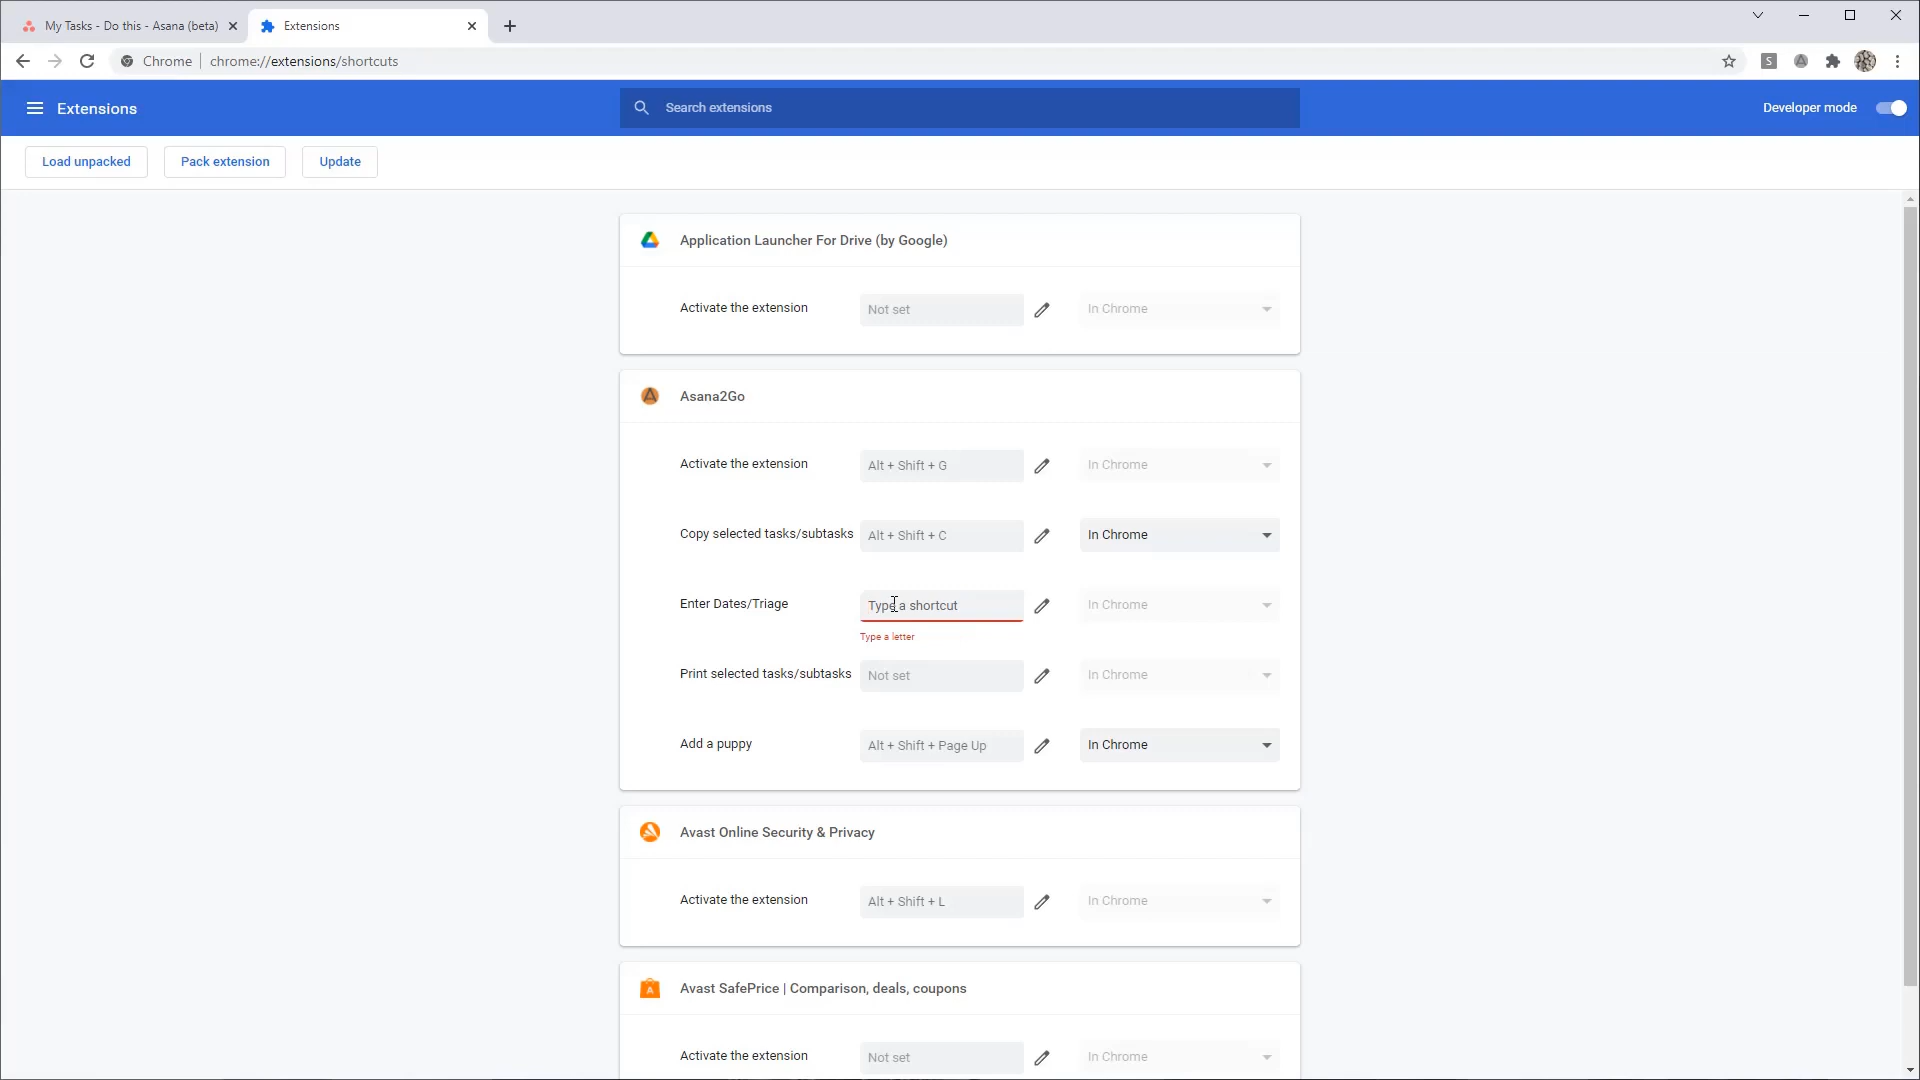 My Tasks - Do this - Asana (beta)
Extensions
Chrome
chrome://extensions/shortcuts
S
Extensions
Search extensions
Developer mode
Load unpacked
Pack extension
Update
Application Launcher For Drive (by Google)
Activate the extension
Not set
In Chrome
Asana2Go
Activate the extension
Alt + Shift + G
In Chrome
Copy selected tasks/subtasks
Alt + Shift + C
In Chrome
Enter Dates/Triage
Type a shortcut
In Chrome
Type a letter
Print selected tasks/subtasks
Not set
In Chrome
Add a puppy
Alt + Shift + Page Up
In Chrome
Avast Online Security & Privacy
Activate the extension
Alt + Shift + L
In Chrome
Avast SafePrice | Comparison, deals, coupons
Activate the extension
Not set
In Chrome